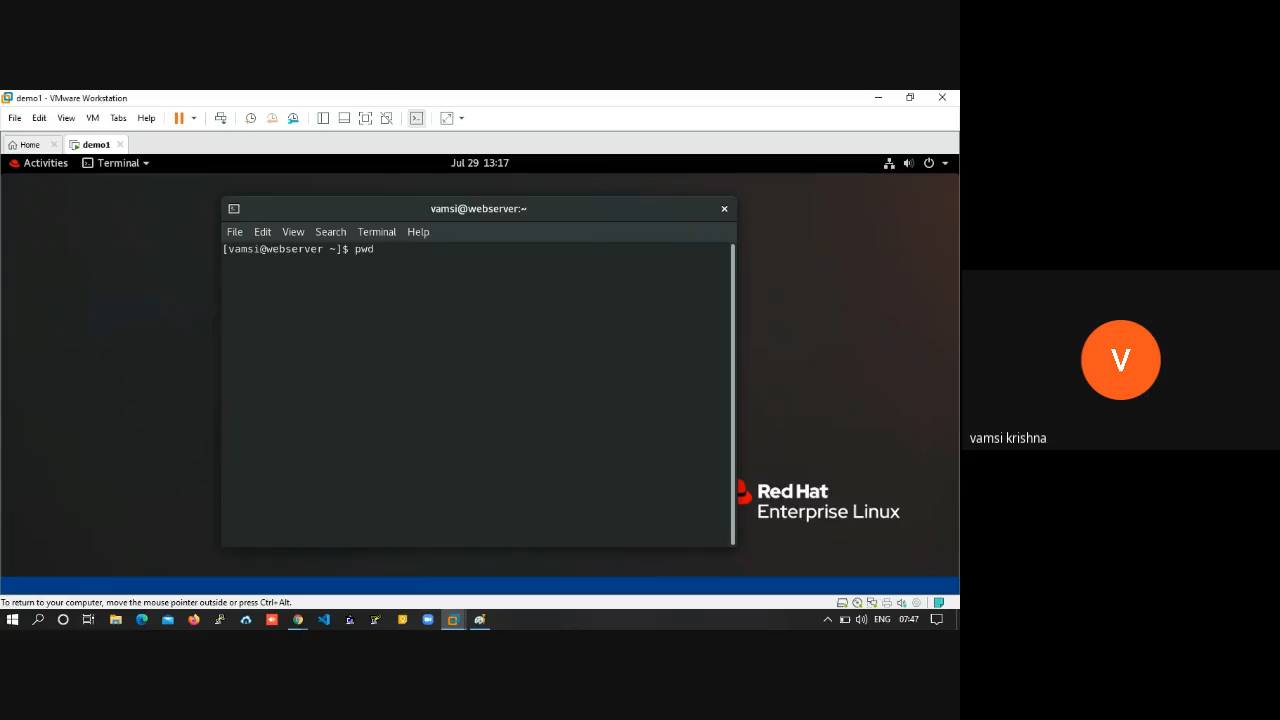 demo1 - VMware Workstation
File Edit View VM Tabs Help
Home demo1
Activities Terminal Jul 29 13:17
vamsi@webserver:~
File Edit View Search Terminal Help
[vamsi@webserver ~]$ pwd
Red Hat
Enterprise Linux
To return to your computer, move the mouse pointer outside or press Ctrl+Alt.
ENG 07:47
V
vamsi krishna